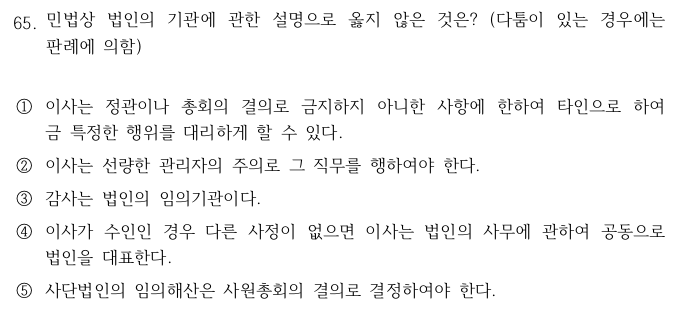 65. 민법상 법인의 기관에 관한 설명으로 옳지 않은 것은? (다툼이 있는 경우에는
판례에 의함)
① 이사는 정관이나 총회의 결의로 금지하지 아니한 사항에 한하여 타인으로 하여
금 특정한 행위를 대리하게 할 수 있다.
② 이사는 선량한 관리자의 주의로 그 직무를 행하여야 한다.
③ 감사는 법인의 임의기관이다.
④ 이사가 수인인 경우 다른 사정이 없으면 이사는 법인의 사무에 관하여 공동으로
법인을 대표한다.
⑤ 사단법인의 임의해산은 사원총회의 결의로 결정하여야 한다.